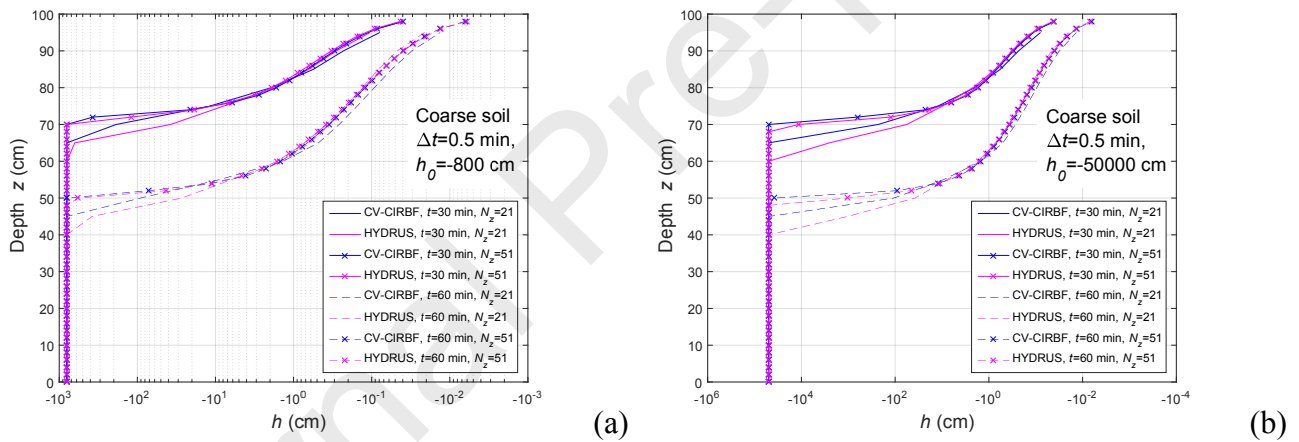 100
90
80
70
60
50
40
30
20
10
0
Depth z (cm)
Coarse soil
Δt=0.5 min,
h0=-800 cm
CV-CIRBF, t=30 min, Nz=21
HYDRUS, t=30 min, Nz=21
CV-CIRBF, t=30 min, Nz=51
HYDRUS, t=30 min, Nz=51
CV-CIRBF, t=60 min, Nz=21
HYDRUS, t=60 min, Nz=21
CV-CIRBF, t=60 min, Nz=51
HYDRUS, t=60 min, Nz=51
-10^3 -10^2 -10^1 -10^0 -10^-1 -10^-2 -10^-3
h (cm)
(a)
100
90
80
70
60
50
40
30
20
10
0
Depth z (cm)
Coarse soil
Δt=0.5 min,
h0=-50000 cm
CV-CIRBF, t=30 min, Nz=21
HYDRUS, t=30 min, Nz=21
CV-CIRBF, t=30 min, Nz=51
HYDRUS, t=30 min, Nz=51
CV-CIRBF, t=60 min, Nz=21
HYDRUS, t=60 min, Nz=21
CV-CIRBF, t=60 min, Nz=51
HYDRUS, t=60 min, Nz=51
-10^6 -10^4 -10^2 -10^0 -10^-2 -10^-4
h (cm)
(b)
rnal Pre-